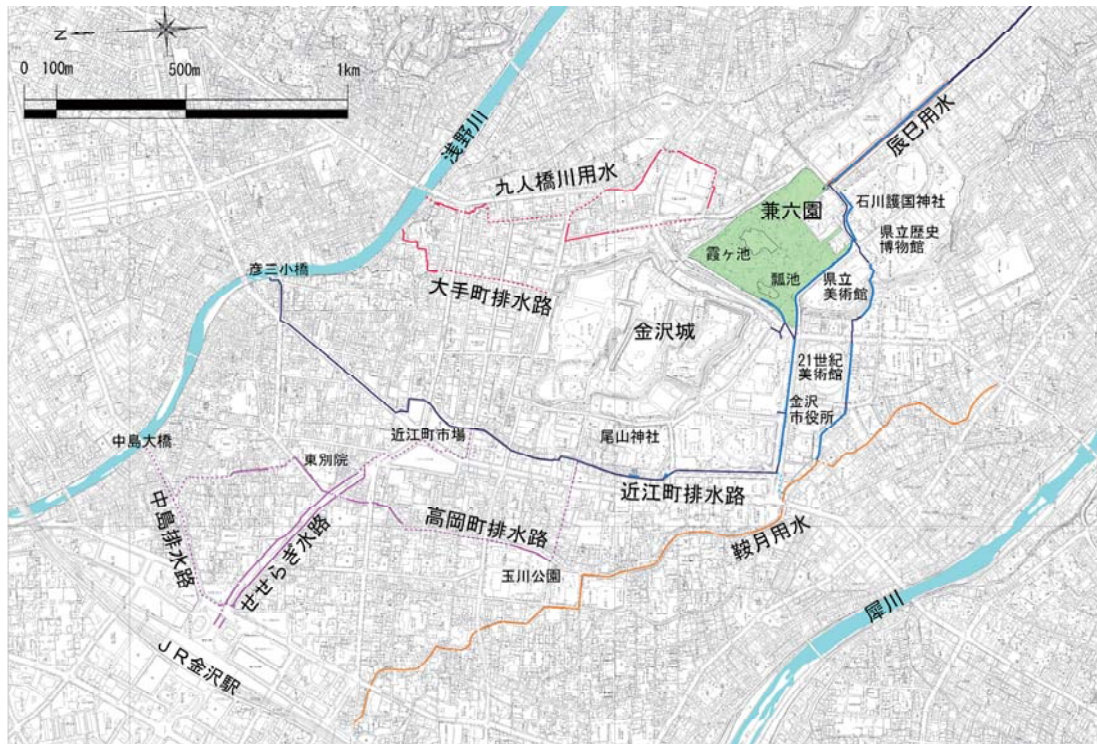 N
0 100m 500m 1km
浅野川
九人橋川用水
辰巳用水
兼六園
石川護国神社
県立歴史
博物館
霞ヶ池
瓢池
県立
美術館
彦三小橋
大手町排水路
金沢城
21世紀
美術館
金沢
市役所
中島大橋
近江町市場
尾山神社
東別院
近江町排水路
中島排水路
せせらぎ水路
高岡町排水路
鞍月用水
玉川公園
犀川
JR金沢駅